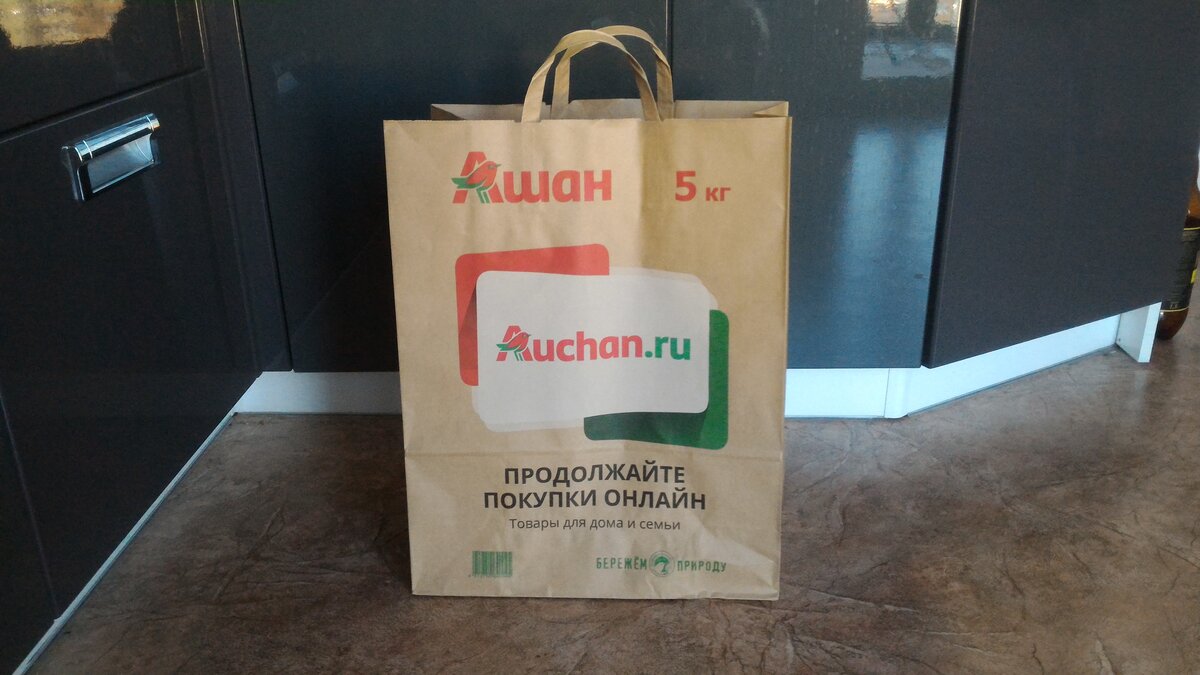 Ашан
5 кг
Auchan.ru
ПРОДОЛЖАЙТЕ
ПОКУПКИ ОНЛАЙН
Товары для дома и семьи
БЕРЕЖЁМ ПРИРОДУ